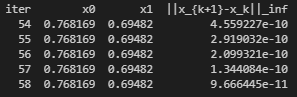 iter x0 x1 ||x_{k+1}-x_k||_inf
54 0.768169 0.69482 4.559227e-10
55 0.768169 0.69482 2.919032e-10
56 0.768169 0.69482 2.099321e-10
57 0.768169 0.69482 1.344084e-10
58 0.768169 0.69482 9.666445e-11